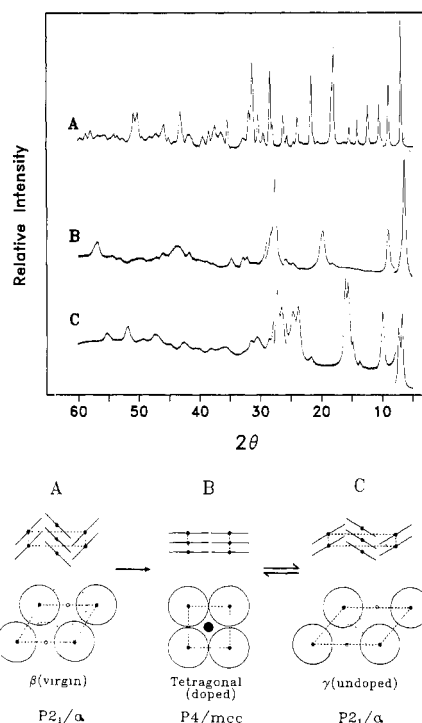 A
B
C
Relative Intensity
60 50 40 30 20 10
2θ
A B C
β(virgin) Tetragonal (doped) γ(undoped)
P2₁/a P4/mcc P2₁/a